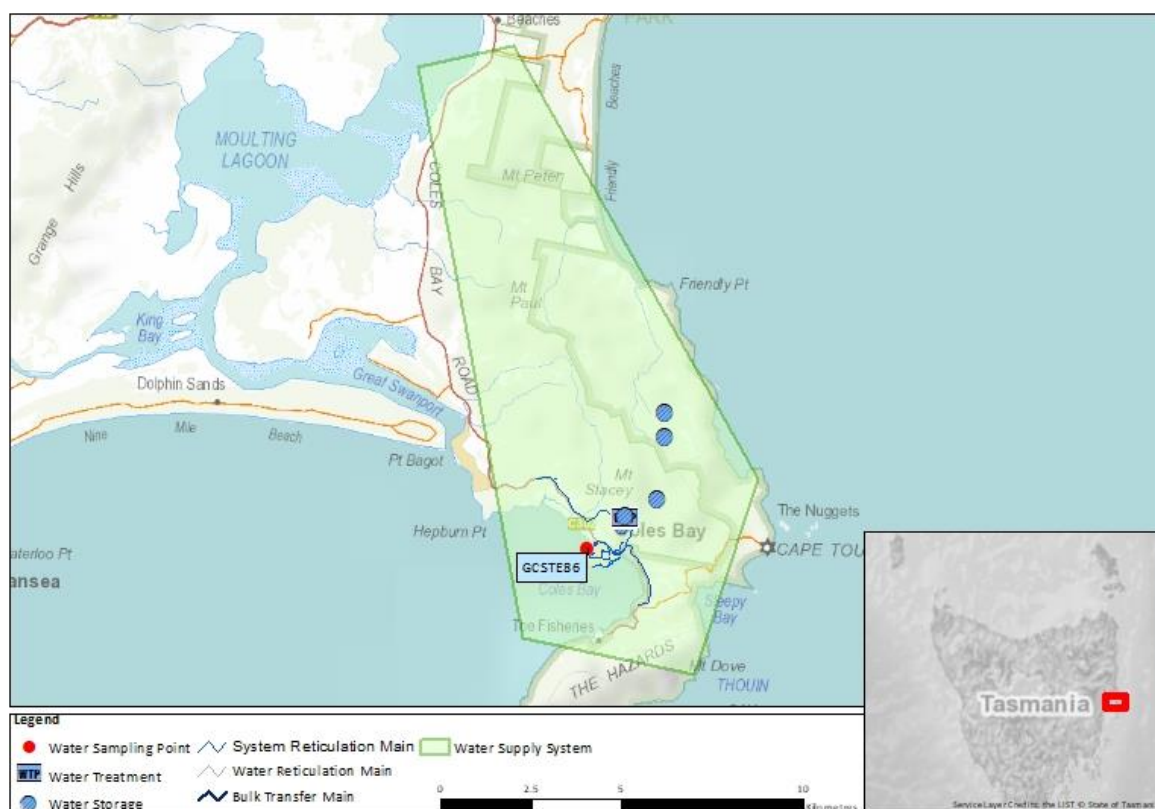 Beaches
PARK
MOULTING
LAGOON
Grange Hills
COLES
BAY
ROAD
Mt Peter
Friendly
Beaches
Mt
Paul
Friendly Pt
King
Bay
Great Swanport
Dolphin Sands
Nine Mile Beach
Pt Bagot
Mt
Stacey
The Nuggets
Hepburn Pt
Coles Bay
CAPE TOU
GCSTEB6
Coles Bay
Sleepy
Bay
The Fisheries
THE HAZARDS
Mt Dove
THOUIN
Tasmania
Legend
Water Sampling Point
System Reticulation Main
Water Supply System
WTP
Water Treatment
Water Reticulation Main
Water Storage
Bulk Transfer Main
0 2.5 5 10
Kilometres
Service Layer Credits: the LIST © State of Tasmani